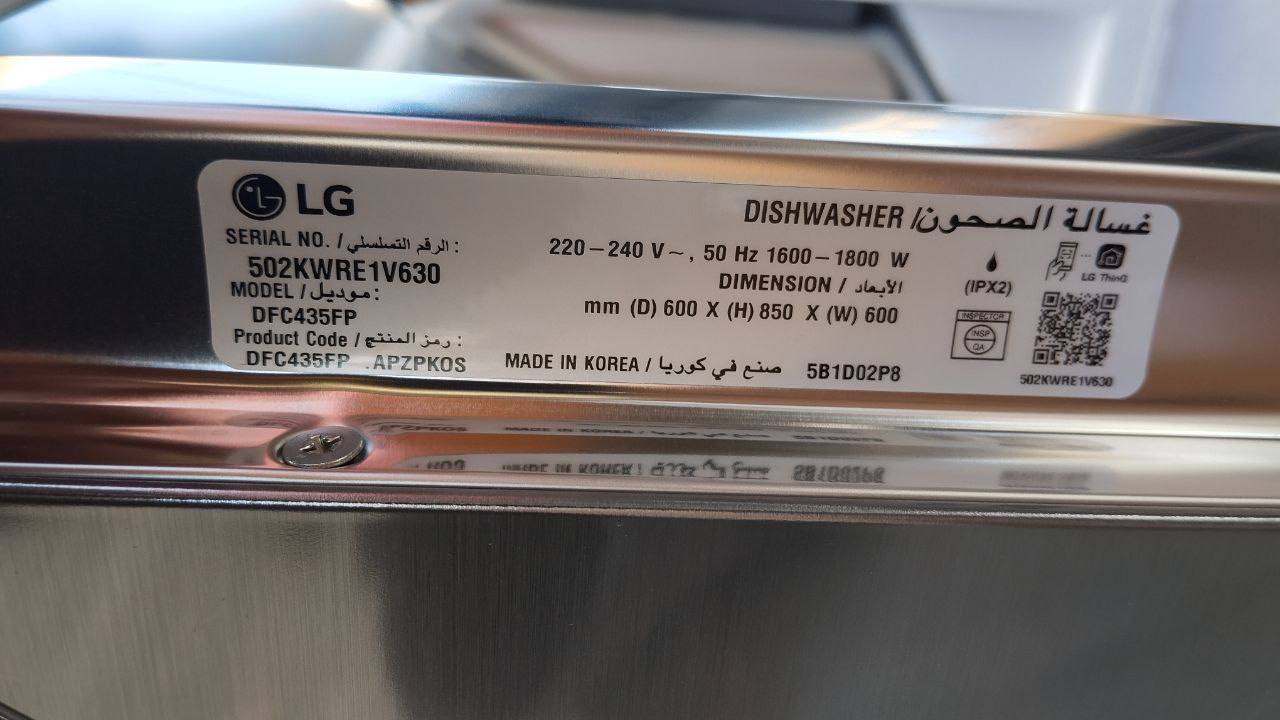 LG
DISHWASHER / غسالة الصحون
SERIAL NO. / الرقم التسلسلي :
502KWRE1V630
MODEL / موديل :
DFC435FP
Product Code / رمز المنتج :
DFC435FP .APZPKOS
220–240 V~, 50 Hz 1600–1800 W
DIMENSION / الأبعاد
mm (D) 600 X (H) 850 X (W) 600
MADE IN KOREA / صنع في كوريا 5B1D02P8
(IPX2)
LG ThinQ
INSPECTOR
INSP
QA
502KWRE1V630